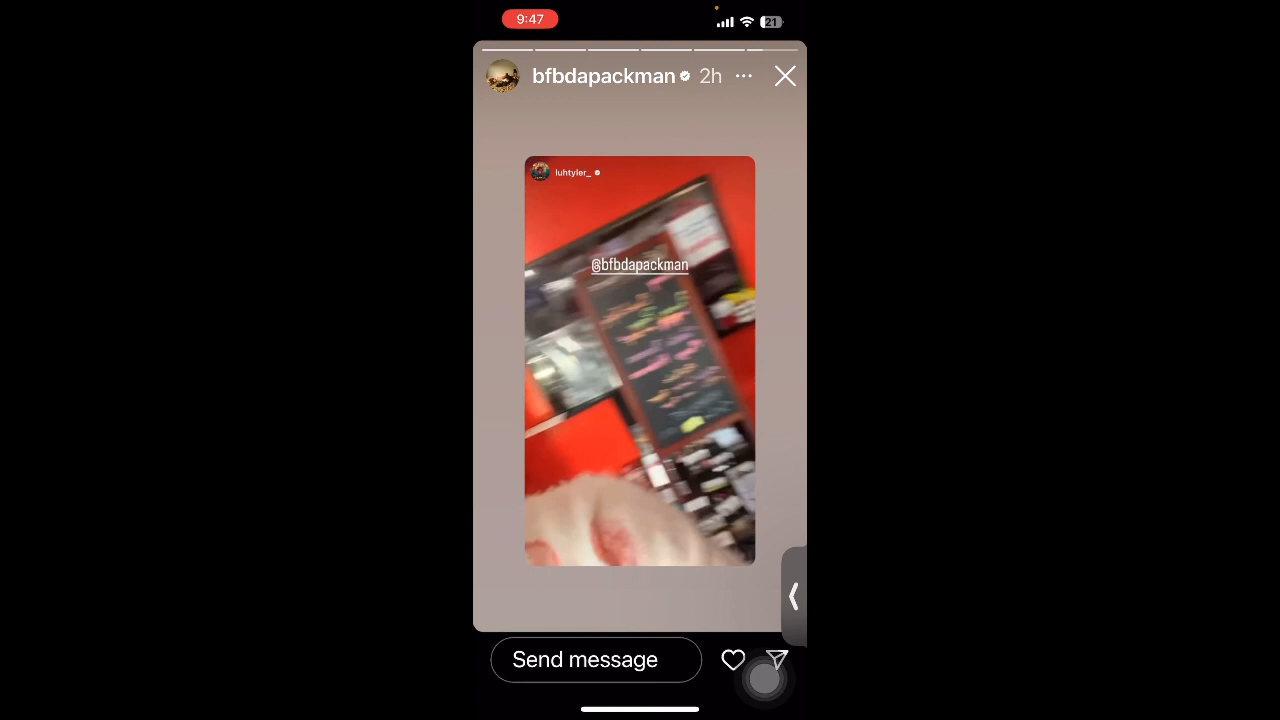 9:47
21
bfbdapackman 2h
luhtyler_
@bfbdapackman
Send message